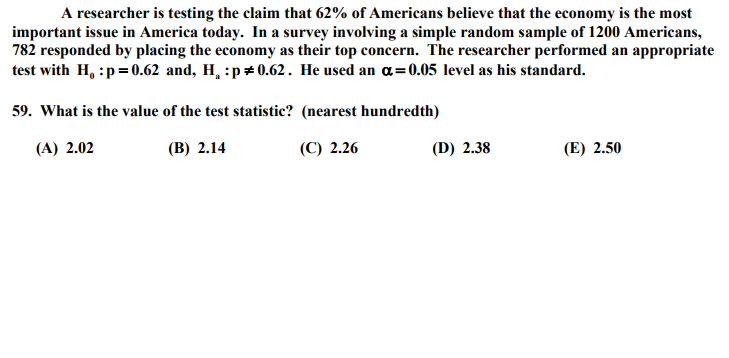 A researcher is testing the claim that 62% of Americans believe that the economy is the most
important issue in America today. In a survey involving a simple random sample of 1200 Americans,
782 responded by placing the economy as their top concern. The researcher performed an appropriate
test with H₀ : p = 0.62 and, Hₐ : p ≠ 0.62. He used an α = 0.05 level as his standard.
59. What is the value of the test statistic? (nearest hundredth)
(A) 2.02 (B) 2.14 (C) 2.26 (D) 2.38 (E) 2.50